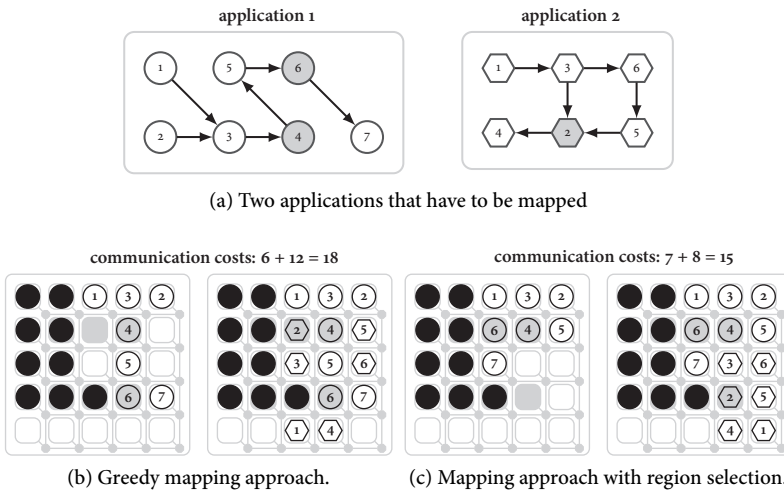 application 1
application 2
1 5 6
2 3 4 7
1 3 6
4 2 5
(a) Two applications that have to be mapped
communication costs: 6 + 12 = 18
communication costs: 7 + 8 = 15
1 3 2
4
5
6 7
1 3 2
2 4 5
3 5 6
6 7
1 4
1 3 2
6 4 5
7
1 3 2
6 4 5
7 3 6
2 5
4 1
(b) Greedy mapping approach.
(c) Mapping approach with region selection